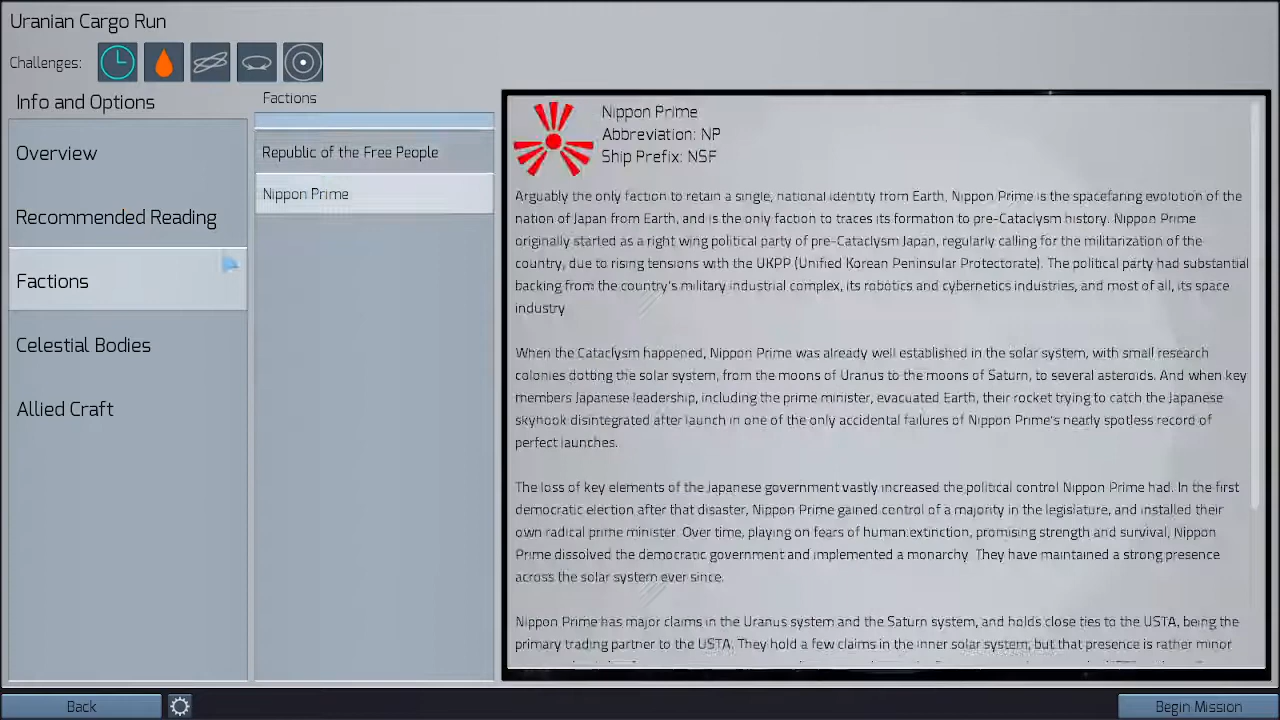 Uranian Cargo Run
Challenges:
Info and Options
Overview
Recommended Reading
Factions
Celestial Bodies
Allied Craft
Factions
Republic of the Free People
Nippon Prime
Nippon Prime
Abbreviation: NP
Ship Prefix: NSF
Arguably the only faction to retain a single, national identity from Earth, Nippon Prime is the spacefaring evolution of the
nation of Japan from Earth, and is the only faction to traces its formation to pre-Cataclysm history. Nippon Prime
originally started as a right wing political party of pre-Cataclysm Japan, regularly calling for the militarization of the
country, due to rising tensions with the UKPP (Unified Korean Peninsular Protectorate). The political party had substantial
backing from the country's military industrial complex, its robotics and cybernetics industries, and most of all, its space
industry
When the Cataclysm happened, Nippon Prime was already well established in the solar system, with small research
colonies dotting the solar system, from the moons of Uranus to the moons of Saturn, to several asteroids. And when key
members Japanese leadership, including the prime minister, evacuated Earth, their rocket trying to catch the Japanese
skyhook disintegrated after launch in one of the only accidental failures of Nippon Prime's nearly spotless record of
perfect launches.
The loss of key elements of the Japanese government vastly increased the political control Nippon Prime had. In the first
democratic election after that disaster, Nippon Prime gained control of a majority in the legislature, and installed their
own radical prime minister. Over time, playing on fears of human extinction, promising strength and survival, Nippon
Prime dissolved the democratic government and implemented a monarchy. They have maintained a strong presence
across the solar system ever since.
Nippon Prime has major claims in the Uranus system and the Saturn system, and holds close ties to the USTA, being the
primary trading partner to the USTA. They hold a few claims in the inner solar system, but that presence is rather minor
Back
Begin Mission